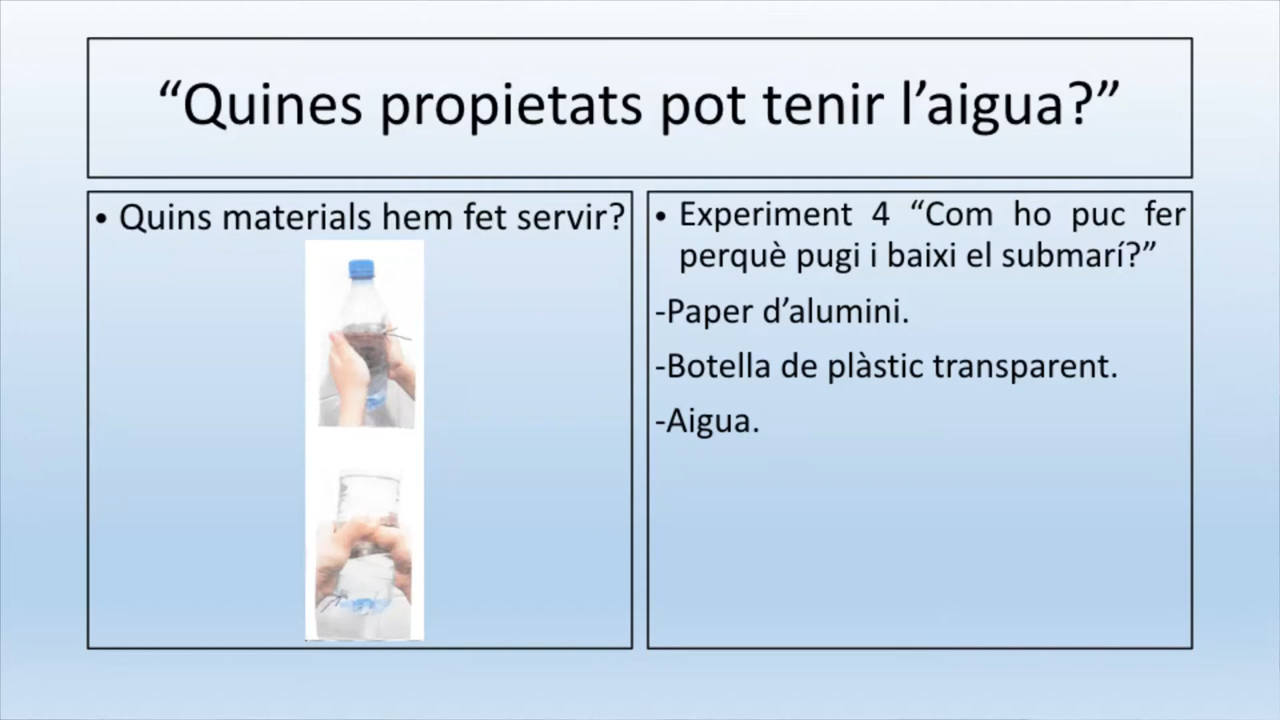 “Quines propietats pot tenir l’aigua?”
• Quins materials hem fet servir?
• Experiment 4 “Com ho puc fer
perquè pugi i baixi el submarí?”
-Paper d’alumini.
-Botella de plàstic transparent.
-Aigua.